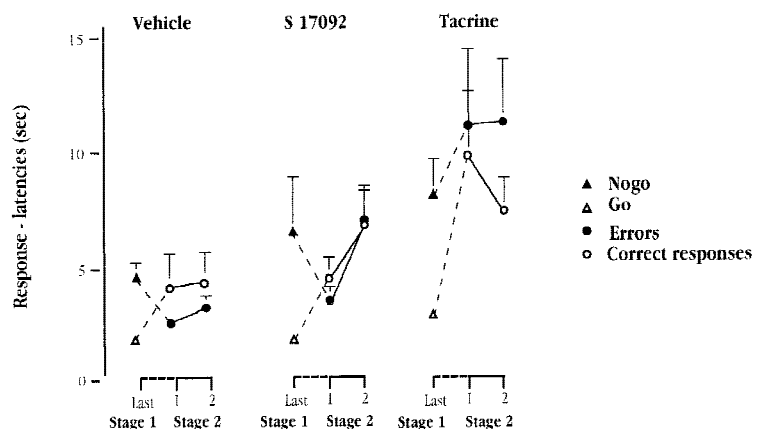 Vehicle S 17092 Tacrine
15
10
5
0
Response - latencies (sec)
Nogo
Go
Errors
Correct responses
Last 1 2 Last 1 2 Last 1 2
Stage 1 Stage 2 Stage 1 Stage 2 Stage 1 Stage 2